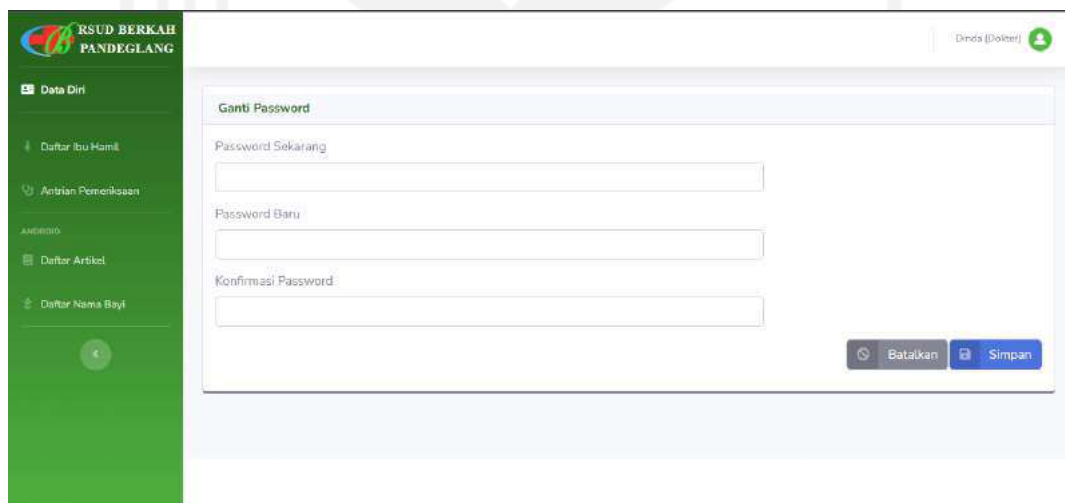 RSUD BERKAH
PANDEGLANG
Dinda (Dokter)
Data Diri
Ganti Password
Daftar Ibu Hamil
Password Sekarang
Antrian Pemeriksaan
Password Baru
ANDROID
Daftar Artikel
Konfirmasi Password
Daftar Nama Bayi
Batalkan
Simpan